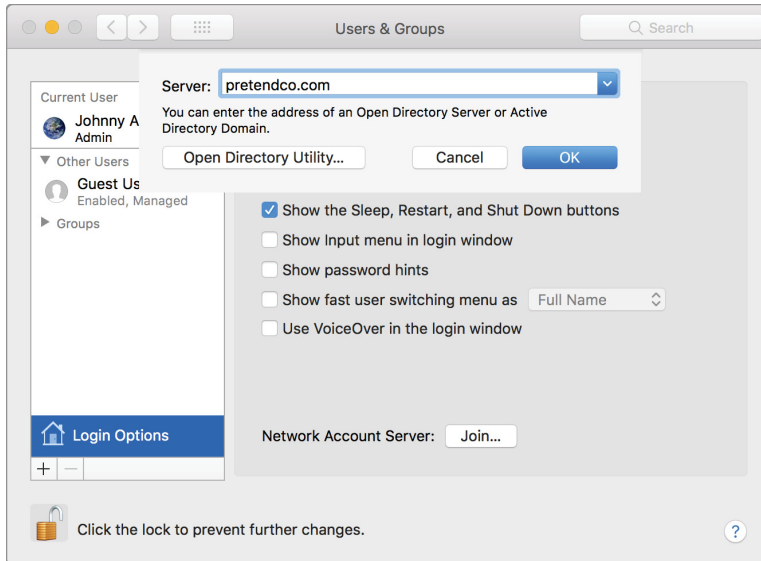 Users & Groups
Search
Server: pretendco.com
You can enter the address of an Open Directory Server or Active
Directory Domain.
Open Directory Utility...
Cancel
OK
Current User
Johnny A
Admin
Other Users
Guest Us
Enabled, Managed
Groups
Login Options
+ −
Show the Sleep, Restart, and Shut Down buttons
Show Input menu in login window
Show password hints
Show fast user switching menu as Full Name
Use VoiceOver in the login window
Network Account Server: Join...
Click the lock to prevent further changes.
?